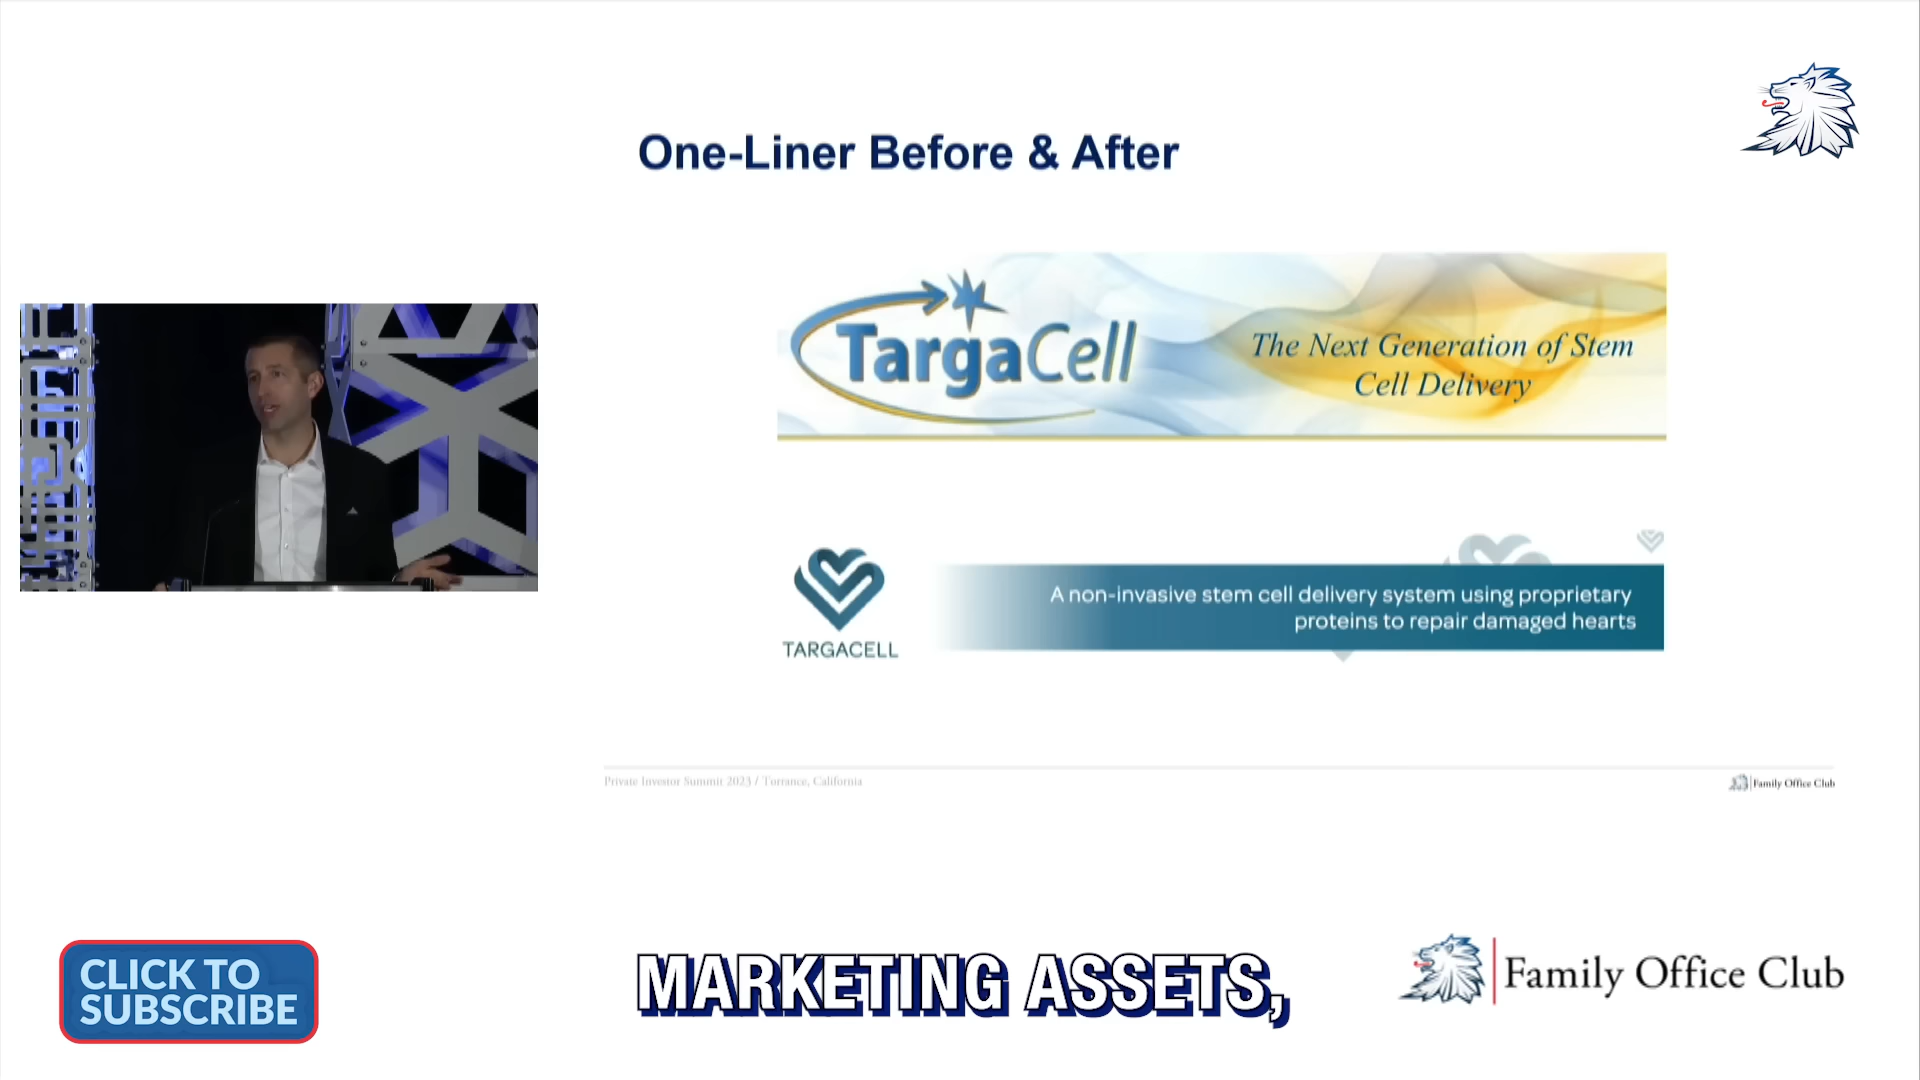 One-Liner Before & After
TargaCell
The Next Generation of Stem
Cell Delivery
A non-invasive stem cell delivery system using proprietary
proteins to repair damaged hearts
TARGACELL
Private Investor Summit 2023 / Torrance, California
Family Office Club
CLICK TO
SUBSCRIBE
MARKETING ASSETS,
Family Office Club